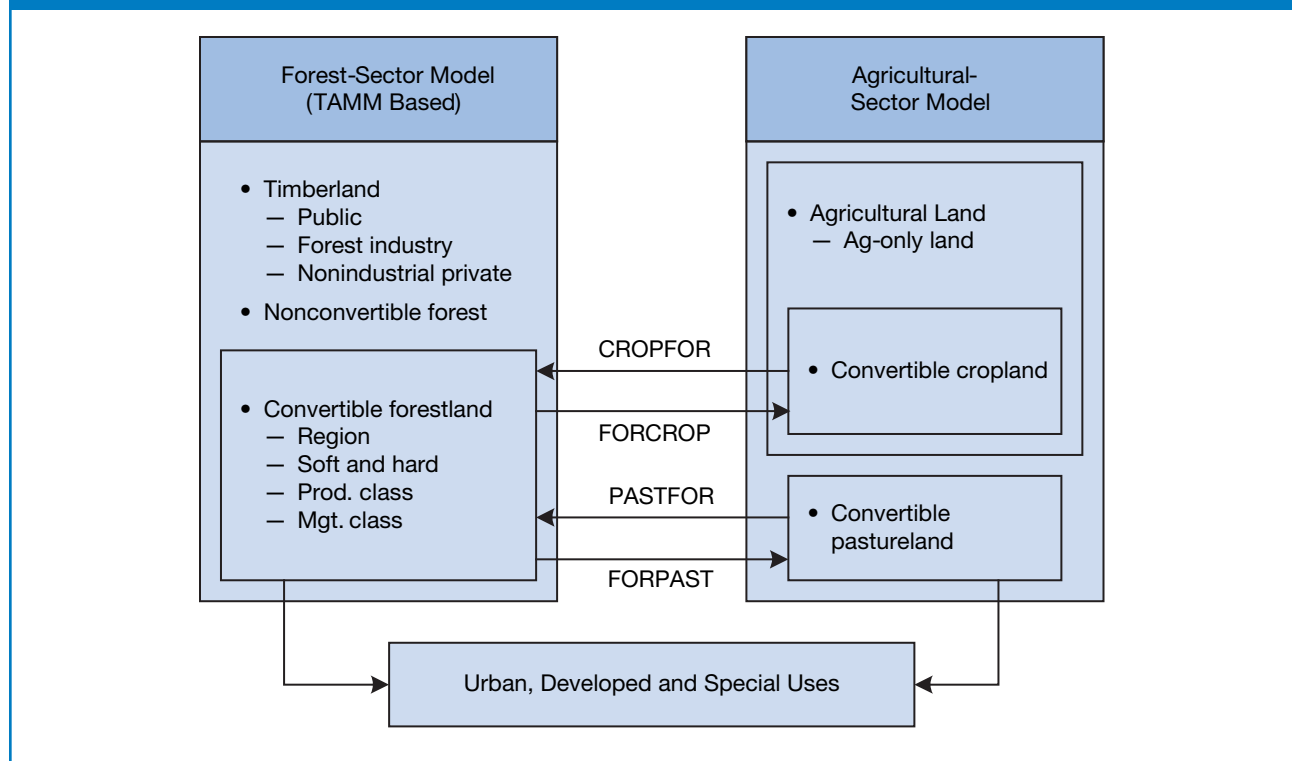 Forest-Sector Model
(TAMM Based)
• Timberland
— Public
— Forest industry
— Nonindustrial private
• Nonconvertible forest
• Convertible forestland
— Region
— Soft and hard
— Prod. class
— Mgt. class
CROPFOR
FORCROP
PASTFOR
FORPAST
Agricultural-
Sector Model
• Agricultural Land
— Ag-only land
• Convertible cropland
• Convertible
pastureland
Urban, Developed and Special Uses